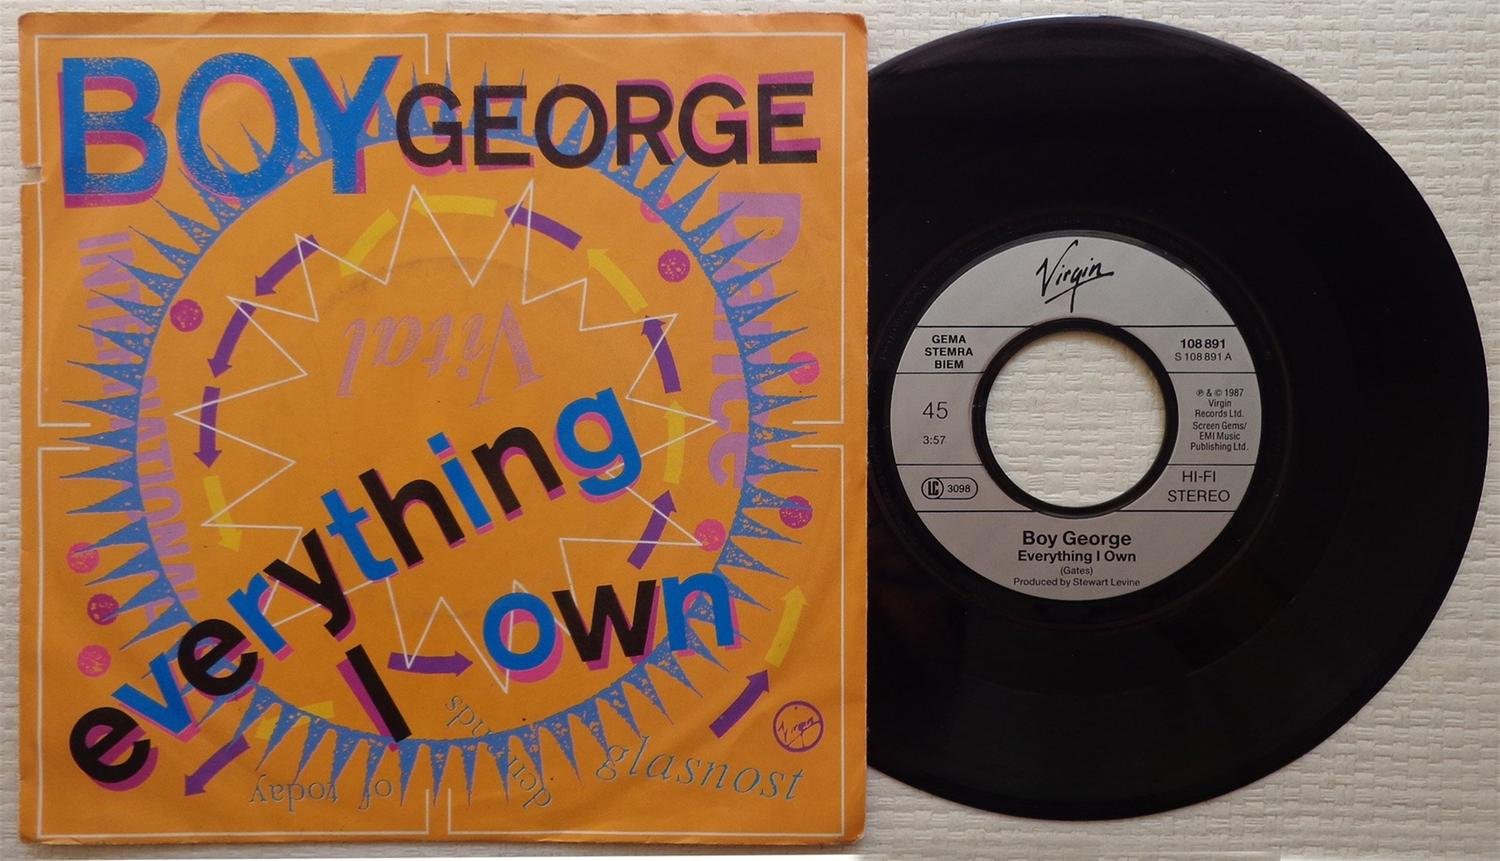 BOY GEORGE
Dance
INTERNATIONALE
Vital
everything
I own
glasnost
of today
Virgin
Virgin
GEMA
STEMRA
BIEM
108 891
S 108 891 A
45
3:57
℗ & © 1987
Virgin
Records Ltd.
Screen Gems/
EMI Music
Publishing Ltd.
LC 3098
HI-FI
STEREO
Boy George
Everything I Own
(Gates)
Produced by Stewart Levine